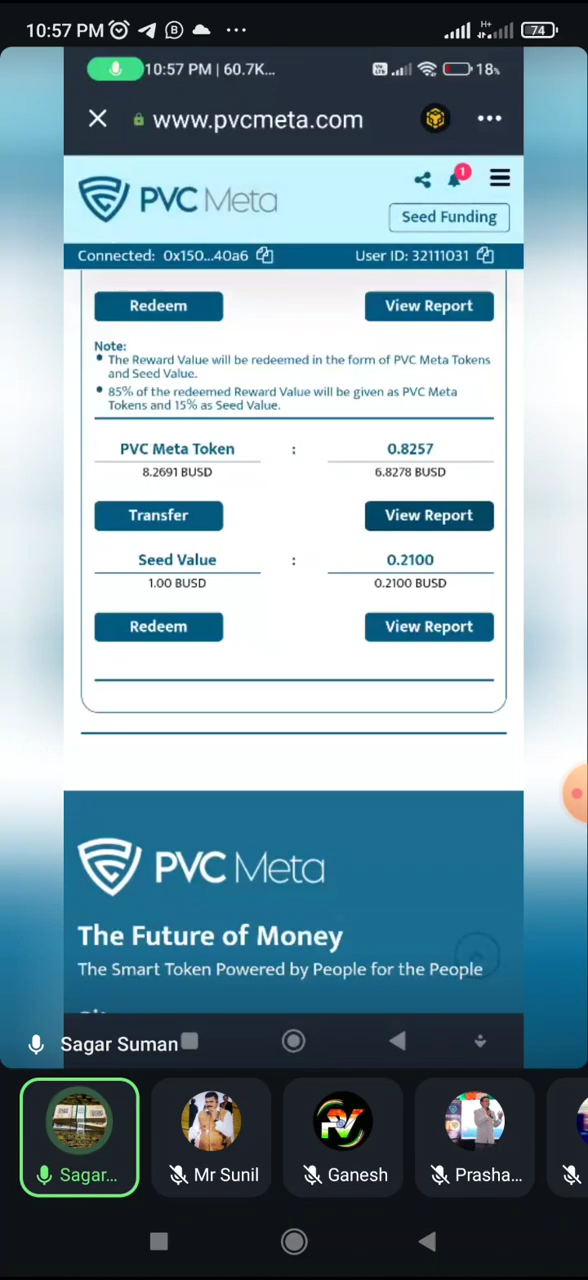 10:57 PM
74
10:57 PM | 60.7K...
18%
www.pvcmeta.com
PVC Meta
1
Seed Funding
Connected: 0x150...40a6
User ID: 32111031
Redeem
View Report
Note:
• The Reward Value will be redeemed in the form of PVC Meta Tokens
and Seed Value.
• 85% of the redeemed Reward Value will be given as PVC Meta
Tokens and 15% as Seed Value.
PVC Meta Token : 0.8257
8.2691 BUSD
6.8278 BUSD
Transfer
View Report
Seed Value : 0.2100
1.00 BUSD
0.2100 BUSD
Redeem
View Report
PVC Meta
The Future of Money
The Smart Token Powered by People for the People
Sagar Suman
Sagar...
Mr Sunil
Ganesh
Prasha...